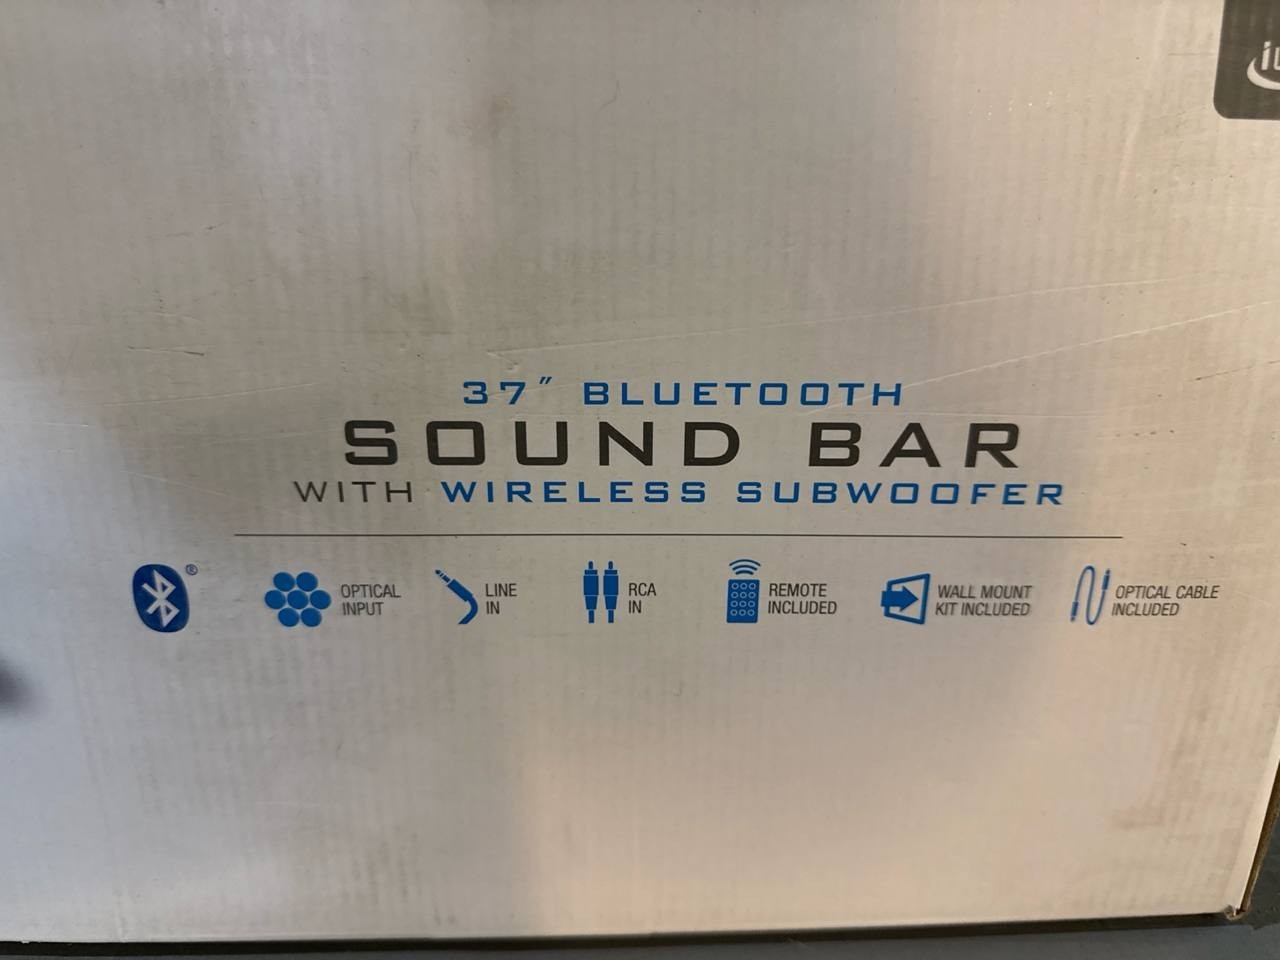 37" BLUETOOTH
SOUND BAR
WITH WIRELESS SUBWOOFER
®
OPTICAL
INPUT
LINE
IN
RCA
IN
REMOTE
INCLUDED
WALL MOUNT
KIT INCLUDED
OPTICAL CABLE
INCLUDED